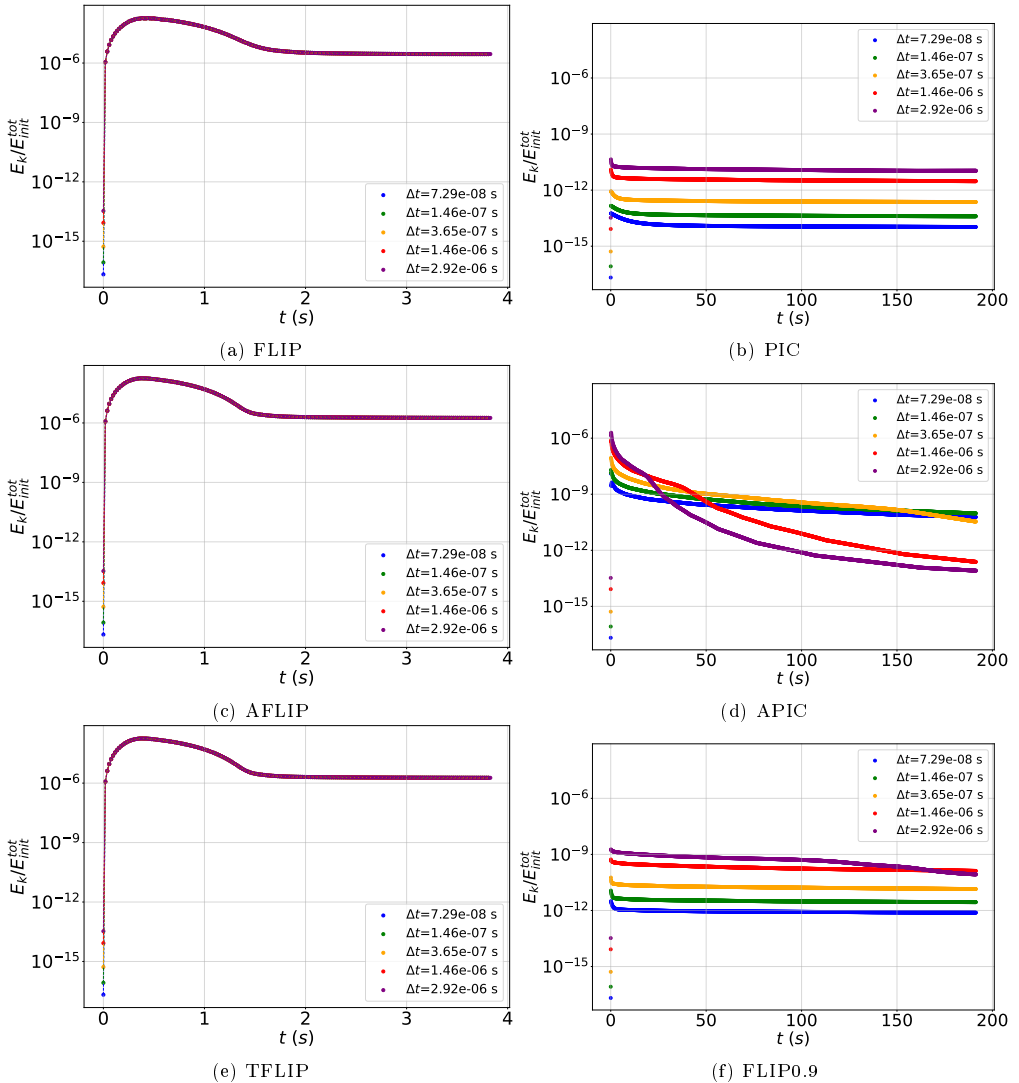 10⁻⁶
10⁻⁹
10⁻¹²
10⁻¹⁵
E_k/E_init^tot
Δt=7.29e-08 s
Δt=1.46e-07 s
Δt=3.65e-07 s
Δt=1.46e-06 s
Δt=2.92e-06 s
0 1 2 3 4
t (s)
(a) FLIP
10⁻⁶
10⁻⁹
10⁻¹²
10⁻¹⁵
E_k/E_init^tot
Δt=7.29e-08 s
Δt=1.46e-07 s
Δt=3.65e-07 s
Δt=1.46e-06 s
Δt=2.92e-06 s
0 50 100 150 200
t (s)
(b) PIC
10⁻⁶
10⁻⁹
10⁻¹²
10⁻¹⁵
E_k/E_init^tot
Δt=7.29e-08 s
Δt=1.46e-07 s
Δt=3.65e-07 s
Δt=1.46e-06 s
Δt=2.92e-06 s
0 1 2 3 4
t (s)
(c) AFLIP
10⁻⁶
10⁻⁹
10⁻¹²
10⁻¹⁵
E_k/E_init^tot
Δt=7.29e-08 s
Δt=1.46e-07 s
Δt=3.65e-07 s
Δt=1.46e-06 s
Δt=2.92e-06 s
0 50 100 150 200
t (s)
(d) APIC
10⁻⁶
10⁻⁹
10⁻¹²
10⁻¹⁵
E_k/E_init^tot
Δt=7.29e-08 s
Δt=1.46e-07 s
Δt=3.65e-07 s
Δt=1.46e-06 s
Δt=2.92e-06 s
0 1 2 3 4
t (s)
(e) TFLIP
10⁻⁶
10⁻⁹
10⁻¹²
10⁻¹⁵
E_k/E_init^tot
Δt=7.29e-08 s
Δt=1.46e-07 s
Δt=3.65e-07 s
Δt=1.46e-06 s
Δt=2.92e-06 s
0 50 100 150 200
t (s)
(f) FLIP0.9